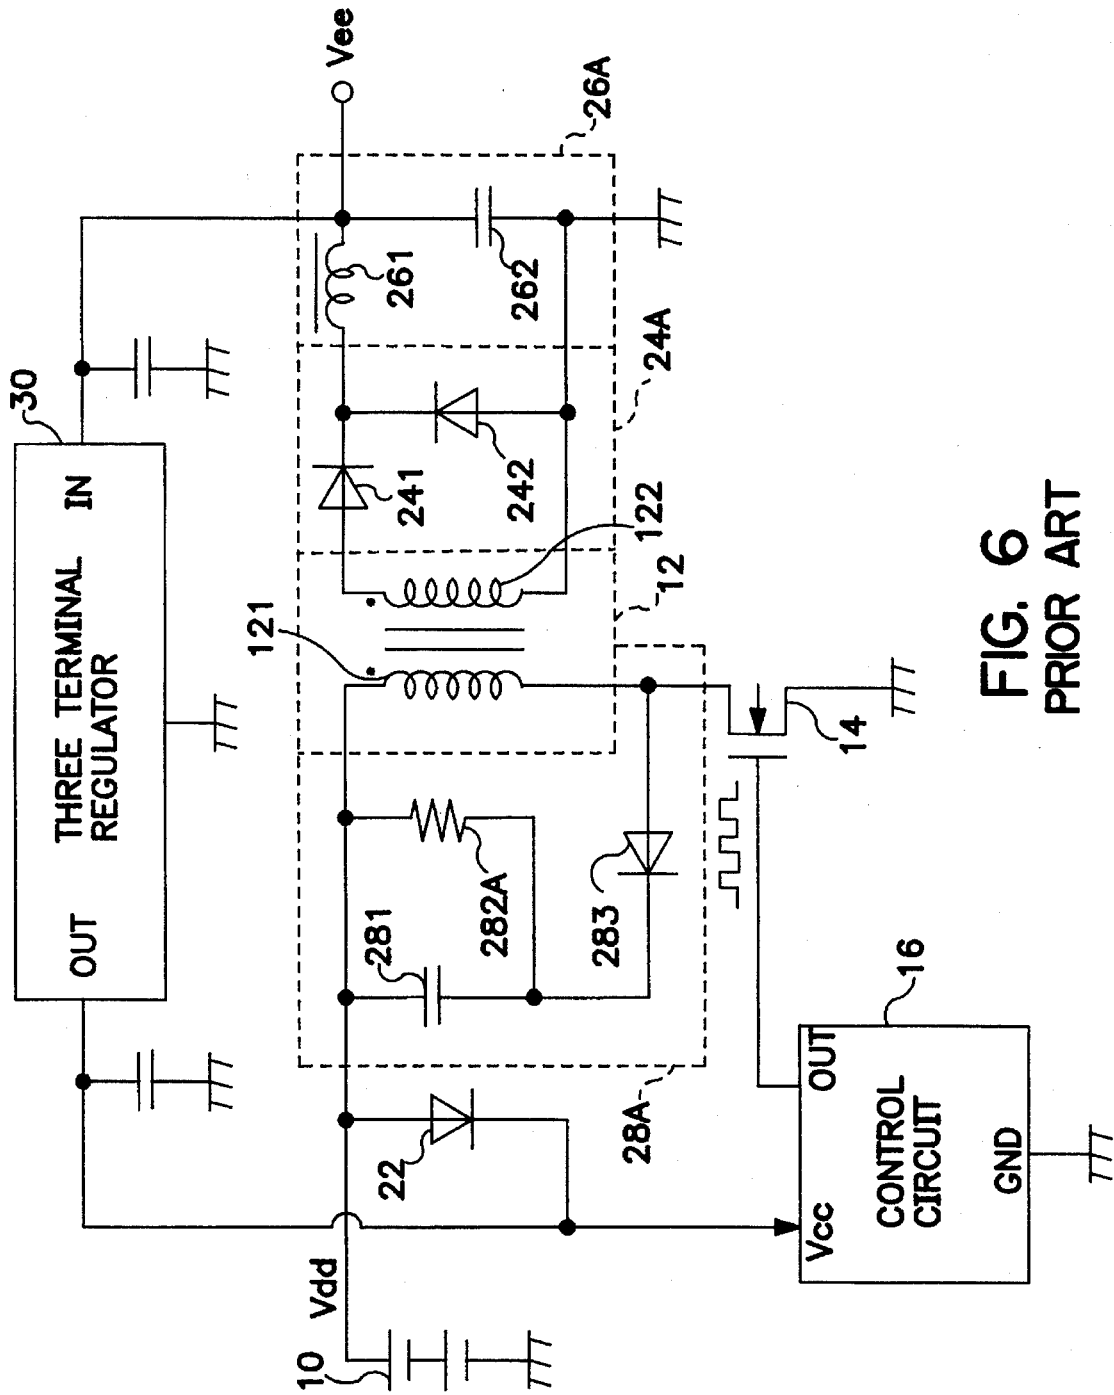 30
THREE TERMINAL
REGULATOR
OUT
IN
Vdd
10
22
281
282A
283
28A
121
12
122
241
242
24A
261
262
26A
Vee
14
16
CONTROL
CIRCUIT
Vcc
OUT
GND
FIG. 6
PRIOR ART